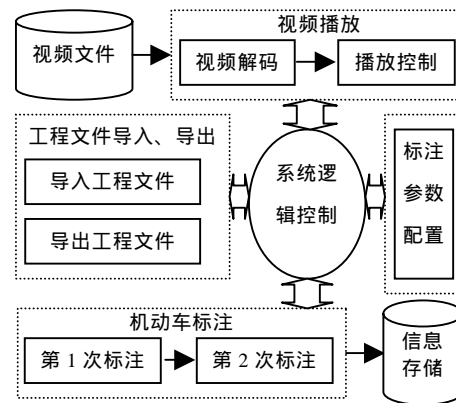 视频播放
视频文件
视频解码
播放控制
工程文件导入、导出
导入工程文件
导出工程文件
系统逻
辑控制
标注
参数
配置
机动车标注
第 1 次标注
第 2 次标注
信息
存储